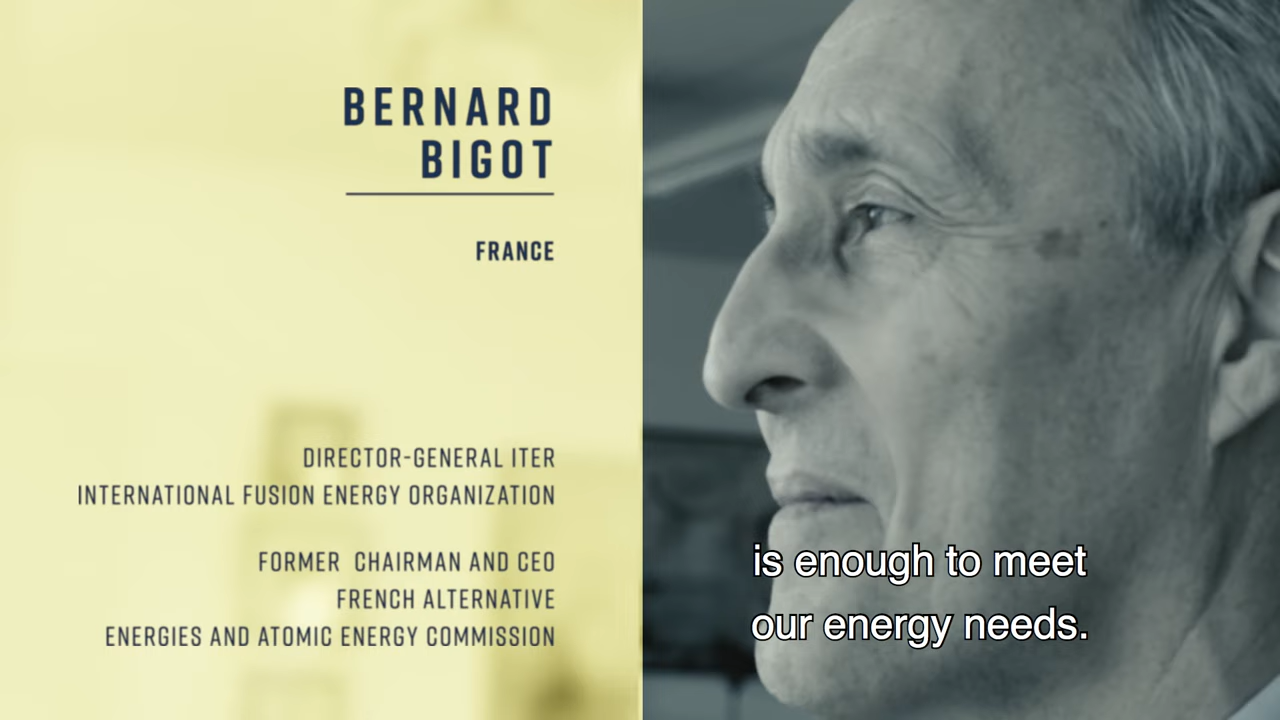 BERNARD
BIGOT
FRANCE
DIRECTOR-GENERAL ITER
INTERNATIONAL FUSION ENERGY ORGANIZATION
FORMER CHAIRMAN AND CEO
FRENCH ALTERNATIVE
ENERGIES AND ATOMIC ENERGY COMMISSION
is enough to meet
our energy needs.